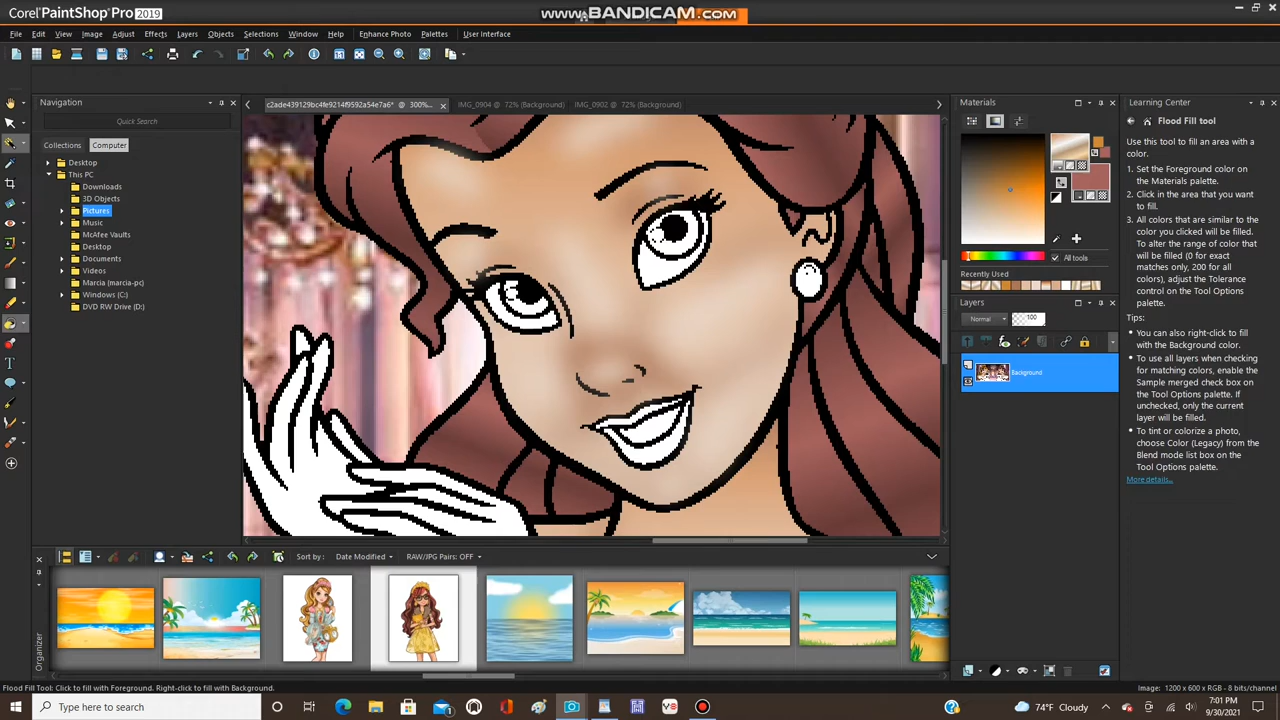 Corel PaintShop Pro 2019
www.BANDICAM.com
File Edit View Image Adjust Effects Layers Objects Selections Window Help Enhance Photo Palettes User Interface
Navigation
Quick Search
Collections Computer
Desktop
This PC
Downloads
3D Objects
Pictures
Music
McAfee Vaults
Desktop
Documents
Videos
Marcia (marcia-pc)
Windows (C:)
DVD RW Drive (D:)
c2ade439129bc4fe9214f9592a54e7a6* @ 300%...
IMG_0904 @ 72% (Background)
IMG_0902 @ 72% (Background)
Materials
All tools
Recently Used
Layers
Normal
100
Background
Learning Center
Flood Fill tool
Use this tool to fill an area with a
color.
1. Set the Foreground color on
the Materials palette.
2. Click in the area that you want
to fill.
3. All colors that are similar to the
color you clicked will be filled.
To alter the range of color that
will be filled (0 for exact
matches only, 200 for all
colors), adjust the Tolerance
control on the Tool Options
palette.
Tips:
You can also right-click to fill
with the Background color.
To use all layers when checking
for matching colors, enable the
Sample merged check box on
the Tool Options palette. If
unchecked, only the current
layer will be filled.
To tint or colorize a photo,
choose Color (Legacy) from the
Blend mode list box on the
Tool Options palette.
More details...
Organizer
Sort by: Date Modified RAW/JPG Pairs: OFF
Flood Fill Tool: Click to fill with Foreground. Right-click to fill with Background.
Image: 1200 x 600 x RGB - 8 bits/channel
Type here to search
74°F Cloudy
7:01 PM
9/30/2021